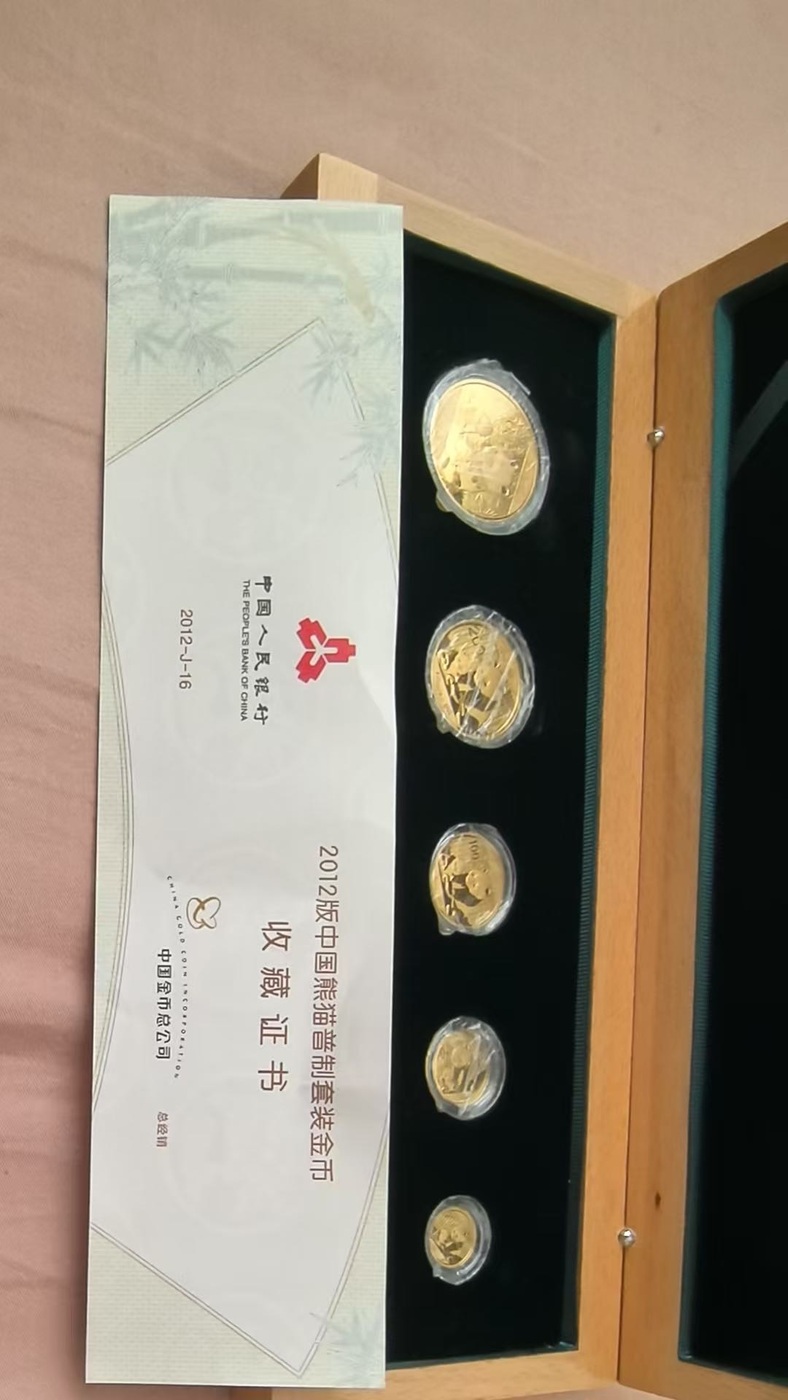 中国人民银行
THE PEOPLE'S BANK OF CHINA
2012-J-16
2012版中国熊猫普制套装金币
收藏证书
CHINA GOLD COIN INCORPORATION
中国金币总公司 总经销
100